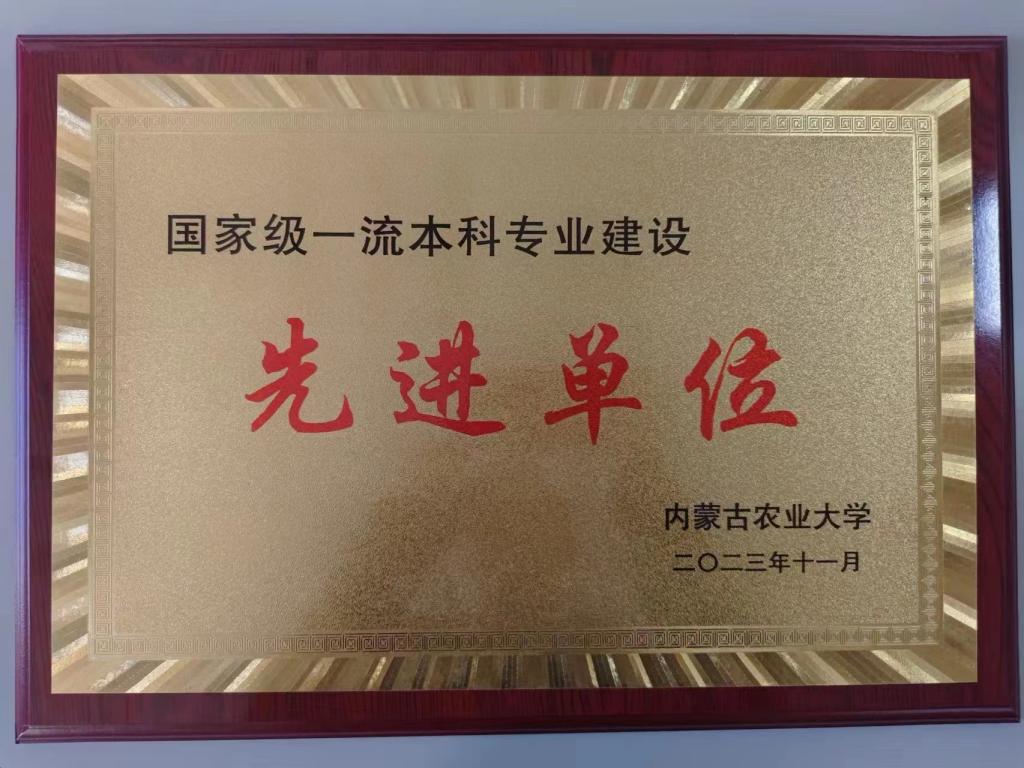 国家级一流本科专业建设
先进单位
内蒙古农业大学
二〇二三年十一月